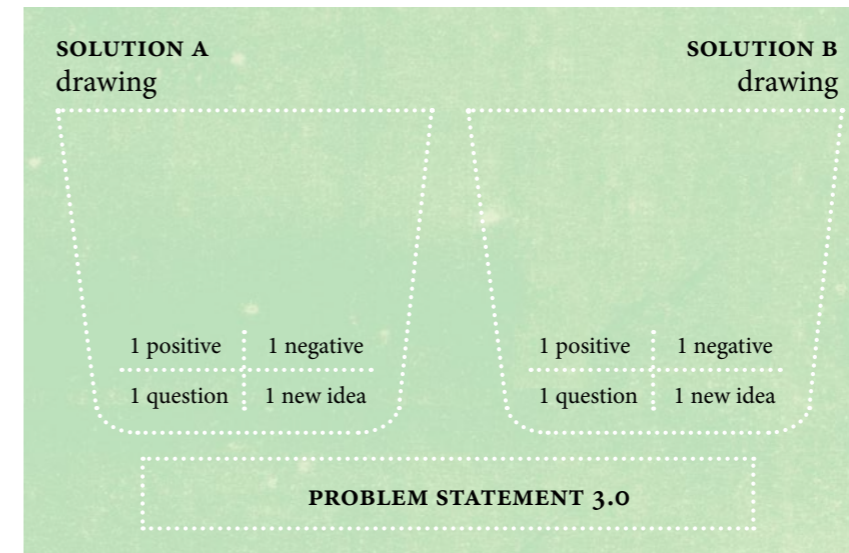 SOLUTION A
drawing
SOLUTION B
drawing
1 positive
1 negative
1 question
1 new idea
1 positive
1 negative
1 question
1 new idea
PROBLEM STATEMENT 3.0